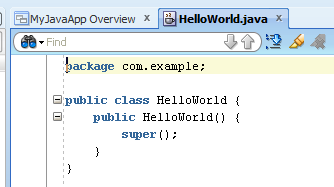 MyJavaApp Overview HelloWorld.java
Find
package com.example;
public class HelloWorld {
public HelloWorld() {
super();
}
}